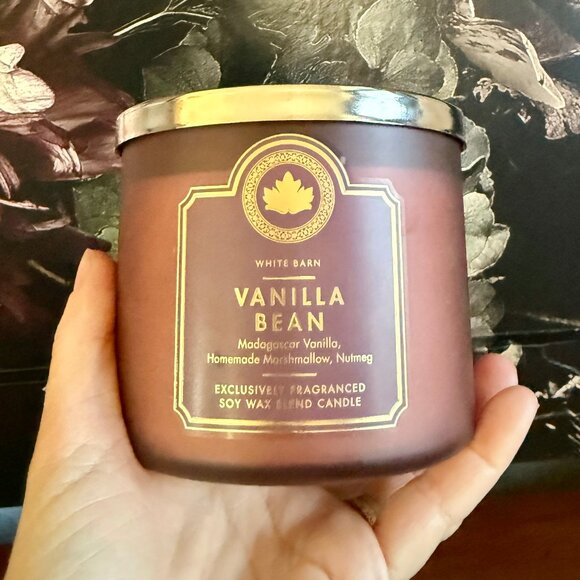 WHITE BARN
VANILLA
BEAN
Madagascar Vanilla,
Homemade Marshmallow, Nutmeg
EXCLUSIVELY FRAGRANCED
SOY WAX BLEND CANDLE